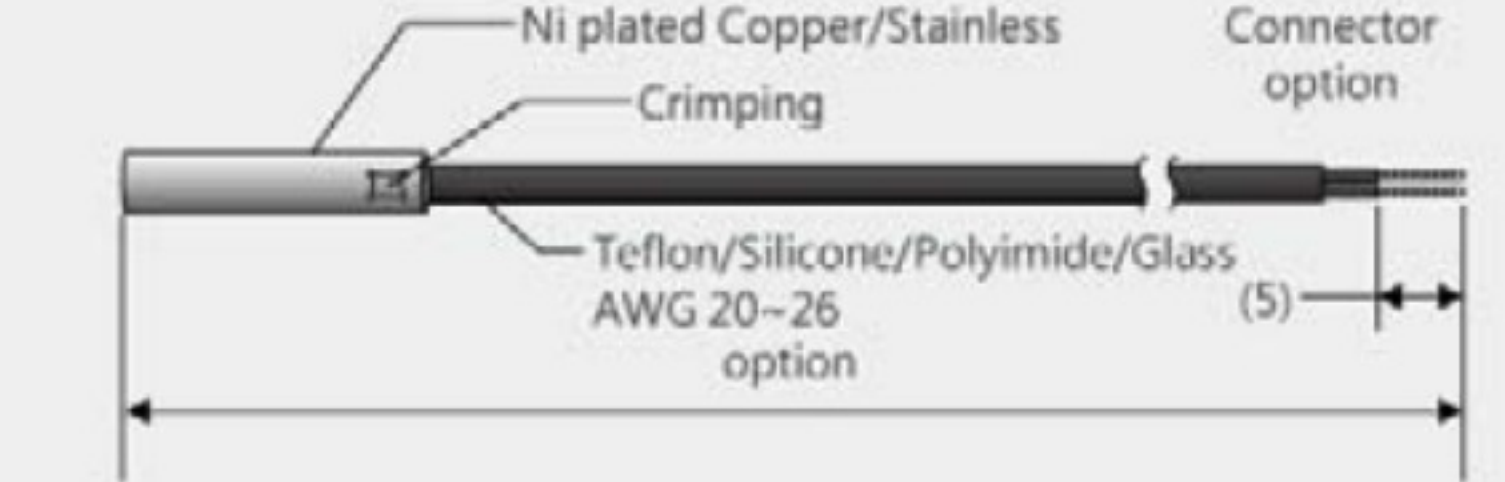 Ni plated Copper/Stainless
Connector
option
Crimping
Teflon/Silicone/Polyimide/Glass
AWG 20~26
option
(5)